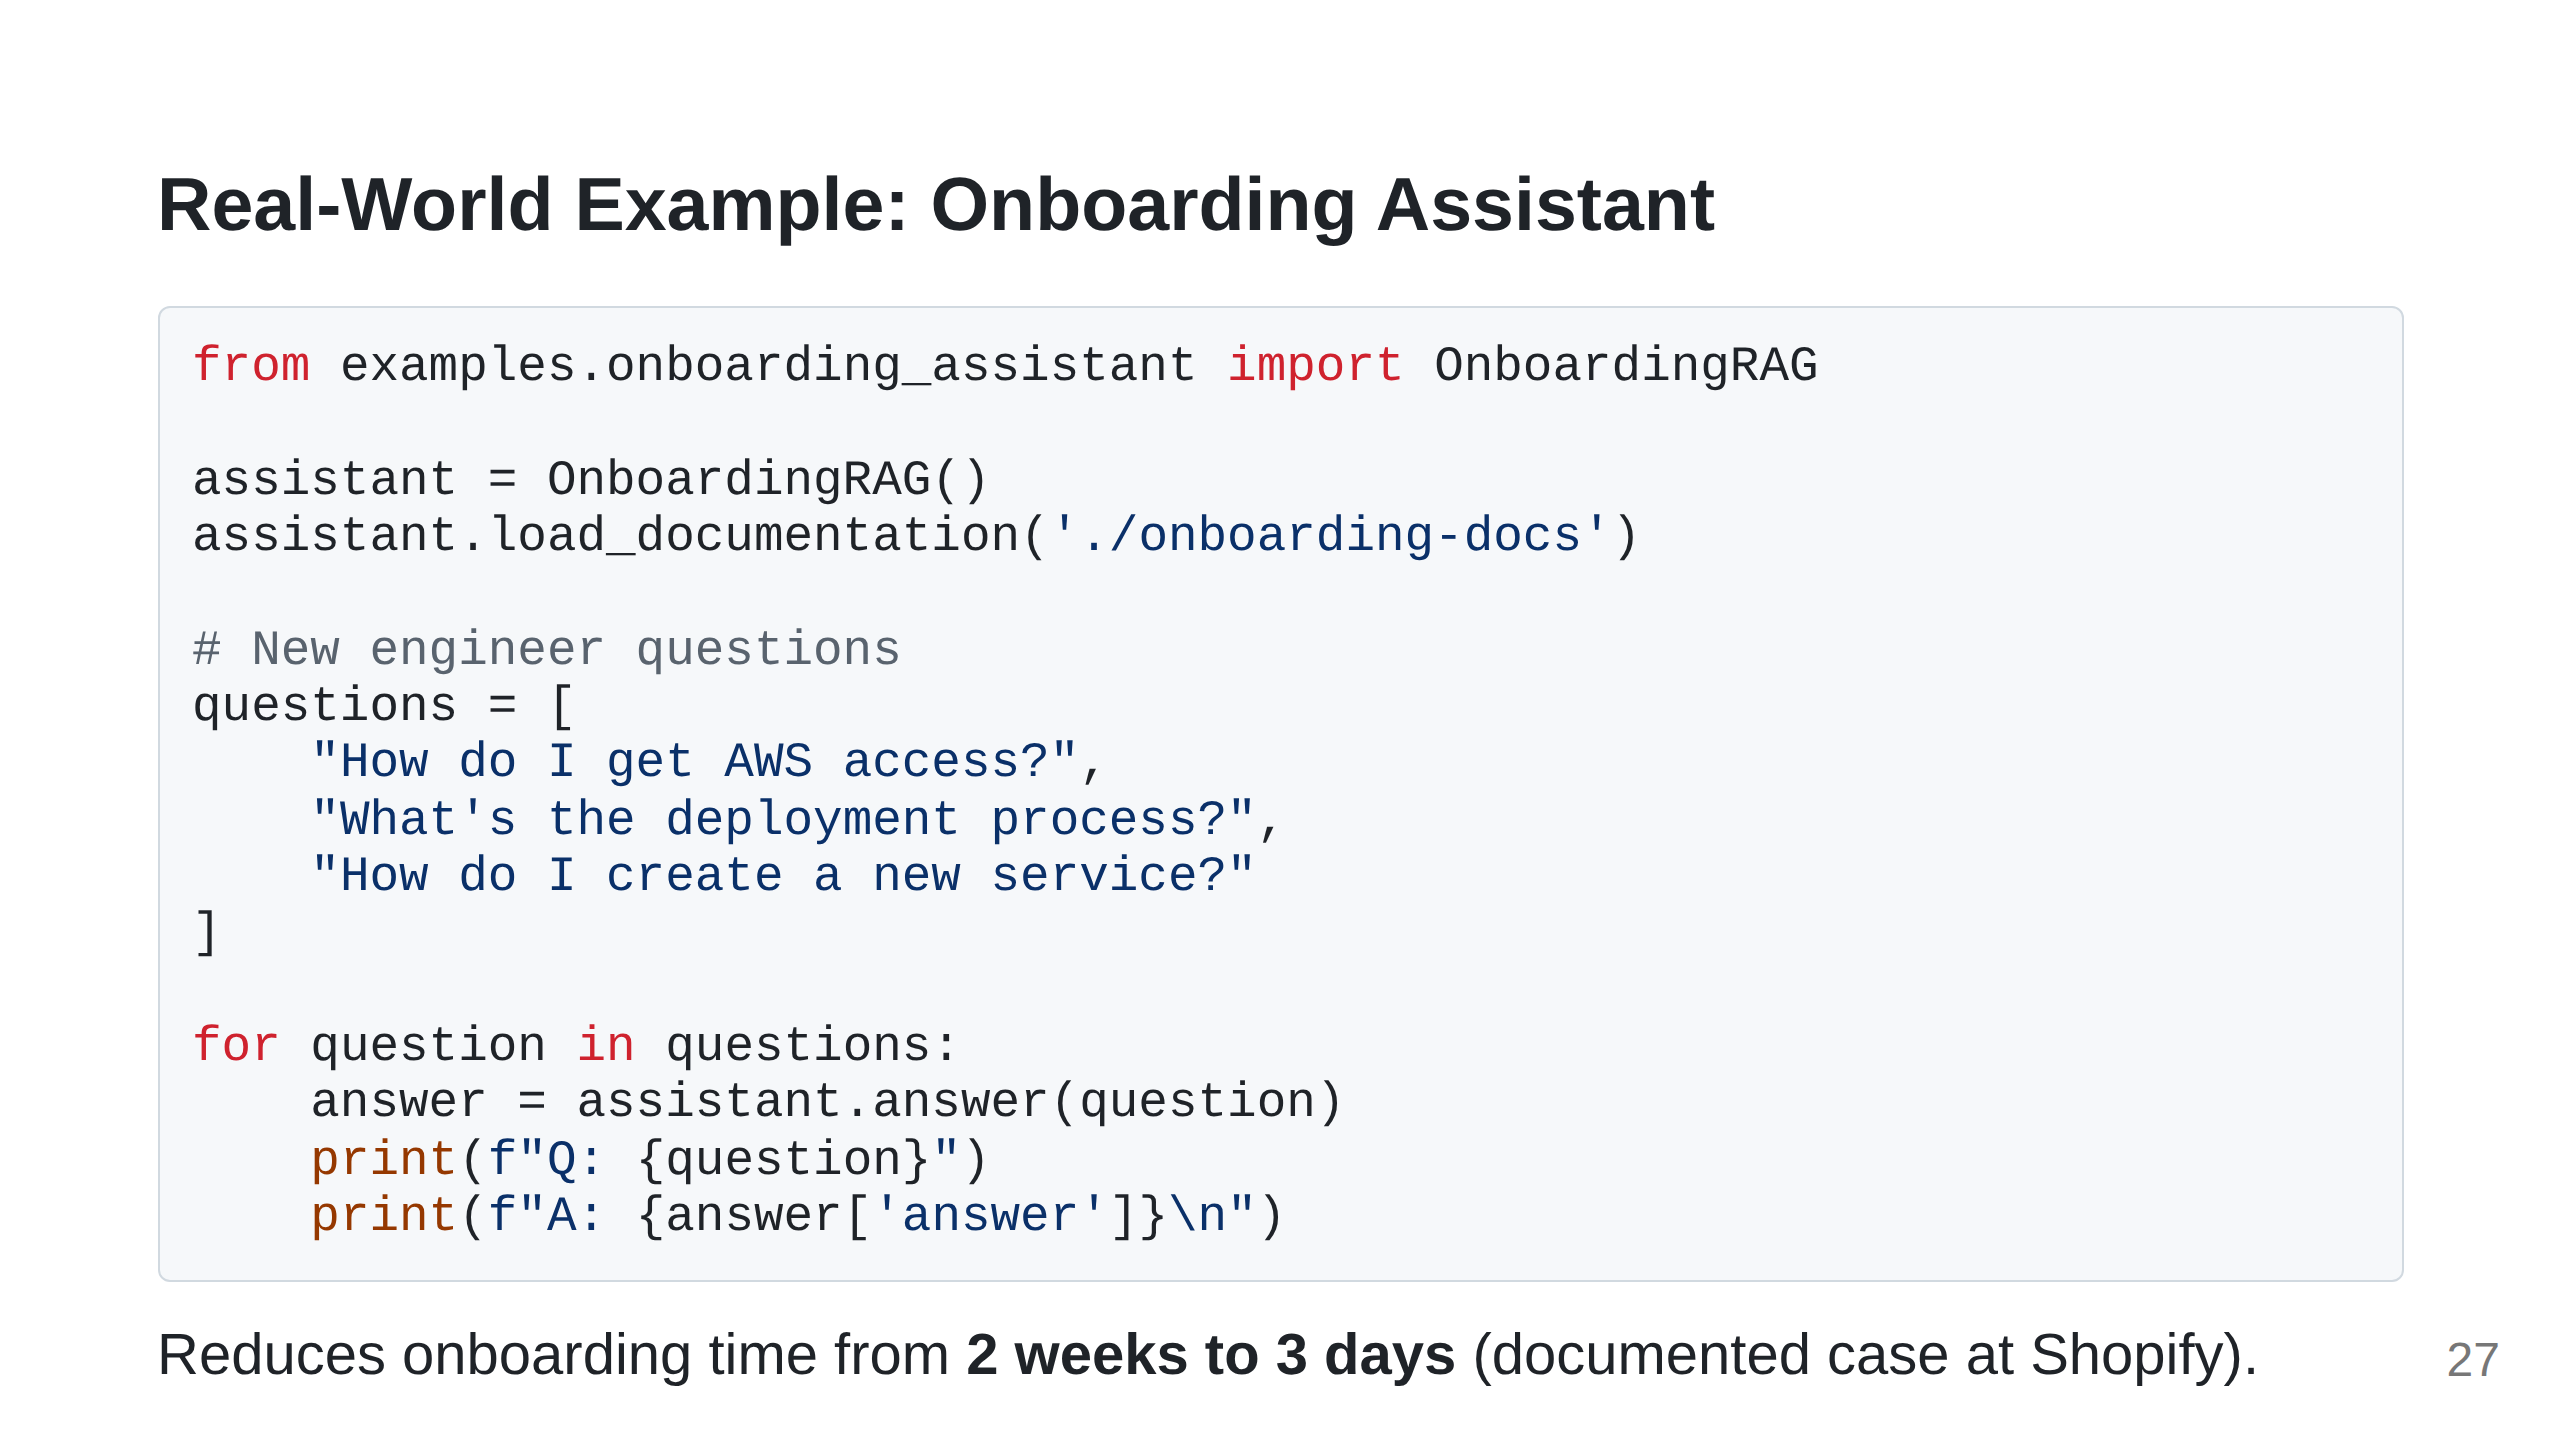 Real-World Example: Onboarding Assistant
from examples.onboarding_assistant import OnboardingRAG
assistant = OnboardingRAG()
assistant.load_documentation('./onboarding-docs')
# New engineer questions
questions = [
    "How do I get AWS access?",
    "What's the deployment process?",
    "How do I create a new service?"
]
for question in questions:
    answer = assistant.answer(question)
    print(f"Q: {question}")
    print(f"A: {answer['answer']}\n")
Reduces onboarding time from 2 weeks to 3 days (documented case at Shopify).
27